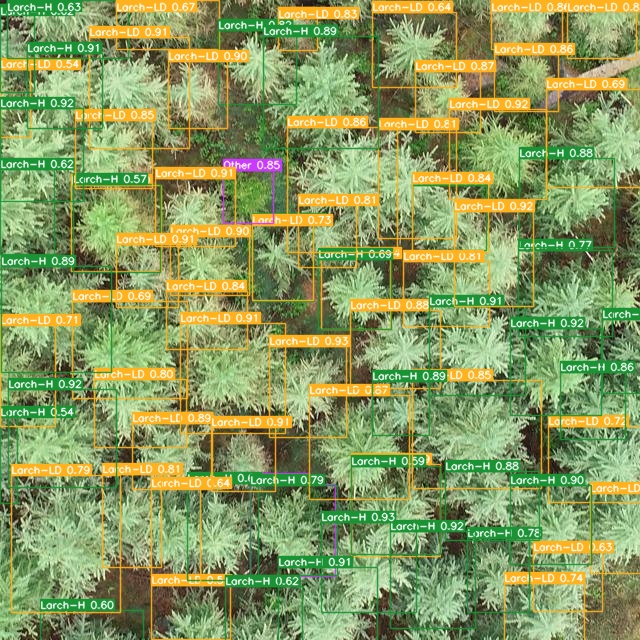 Larch-H 0.63
Larch-LD 0.67
Larch-LD 0.83
Larch-LD 0.64
Larch-H 0.89
Larch-LD 0.91
Larch-H 0.91
Larch-LD 0.86
Larch-LD 0.54
Larch-LD 0.90
Larch-LD 0.87
Larch-LD 0.69
Larch-H 0.92
Larch-LD 0.92
Larch-LD 0.85
Larch-LD 0.86
Larch-LD 0.81
Larch-H 0.88
Larch-H 0.62
Other 0.85
Larch-H 0.57
Larch-LD 0.91
Larch-LD 0.84
Larch-LD 0.81
Larch-LD 0.92
Larch-LD 0.73
Larch-LD 0.90
Larch-LD 0.91
Larch-H 0.77
Larch-H 0.69
Larch-LD 0.81
Larch-H 0.89
Larch-LD 0.84
Larch-LD 0.69
Larch-LD 0.88
Larch-H 0.91
Larch-LD 0.71
Larch-LD 0.91
Larch-H 0.92
Larch-LD 0.93
Larch-H 0.86
Larch-LD 0.80
Larch-H 0.89
LD 0.85
Larch-H 0.92
Larch-LD 0.87
Larch-H 0.54
Larch-LD 0.89
Larch-LD 0.91
Larch-LD 0.72
Larch-H 0.59
Larch-LD 0.79
Larch-LD 0.81
Larch-H 0.88
Larch-LD 0.64
Larch-H 0.79
Larch-H 0.90
Larch-LD
Larch-H 0.93
Larch-H 0.92
Larch-H 0.78
Larch-LD 0.63
Larch-H 0.91
Larch-H 0.62
Larch-LD 0.74
Larch-H 0.60